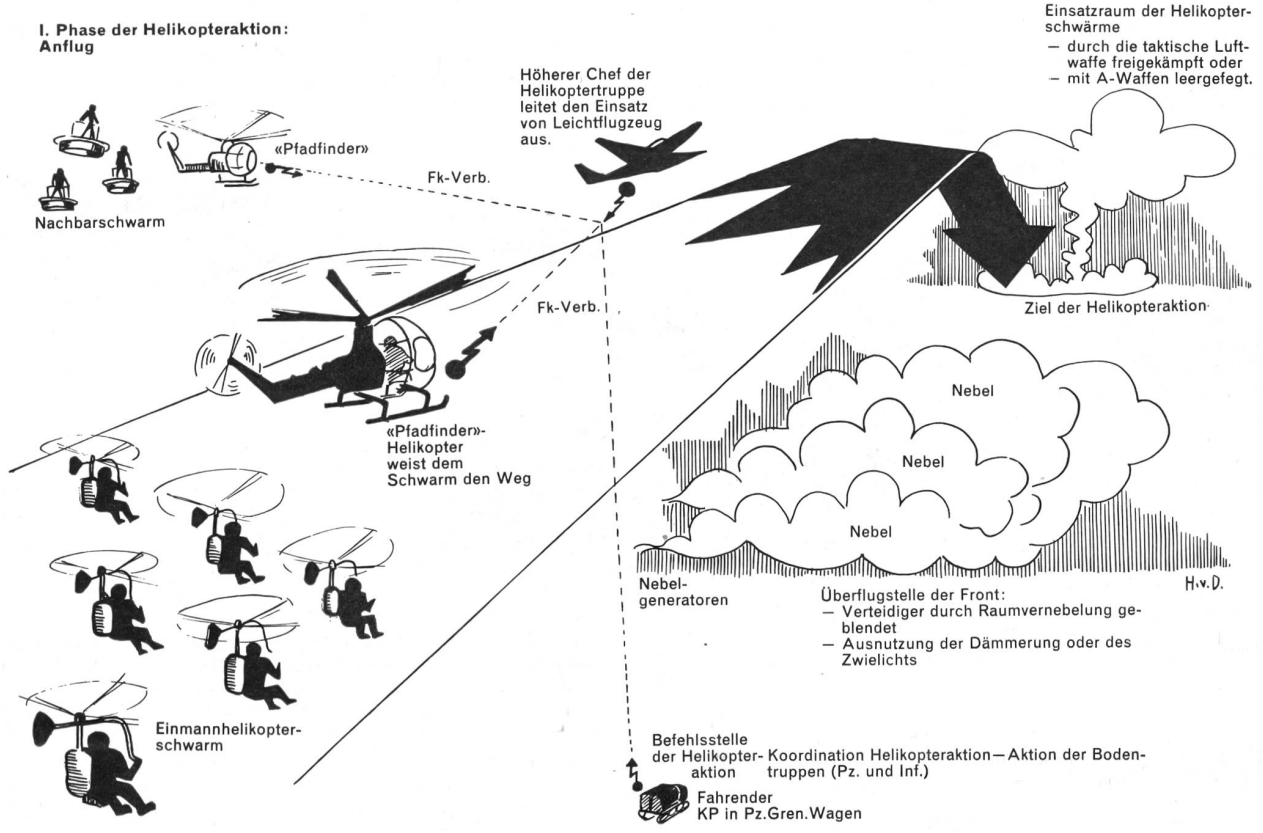 I. Phase der Helikopteraktion:
Anflug
Einsatzraum der Helikopter-
schwärme
— durch die taktische Luft-
waffe freigekämpft oder
— mit A-Waffen leergefegt.
Höherer Chef der
Helikoptertruppe
leitet den Einsatz
von Leichtflugzeug
aus.
«Pfadfinder»
Fk-Verb.
Nachbarschwarm
Fk-Verb.
Ziel der Helikopteraktion
Nebel
«Pfadfinder»-
Helikopter
weist dem
Schwarm den Weg
Nebel
Nebel
Nebel-
generatoren
H.v.D.
Überflugstelle der Front:
— Verteidiger durch Raumvernebelung ge-
blendet
— Ausnutzung der Dämmerung oder des
Zwielichts
Einmannhelikopter-
schwarm
Befehlsstelle
der Helikopter-
aktion
Koordination Helikopteraktion—Aktion der Boden-
truppen (Pz. und Inf.)
Fahrender
KP in Pz.Gren.Wagen